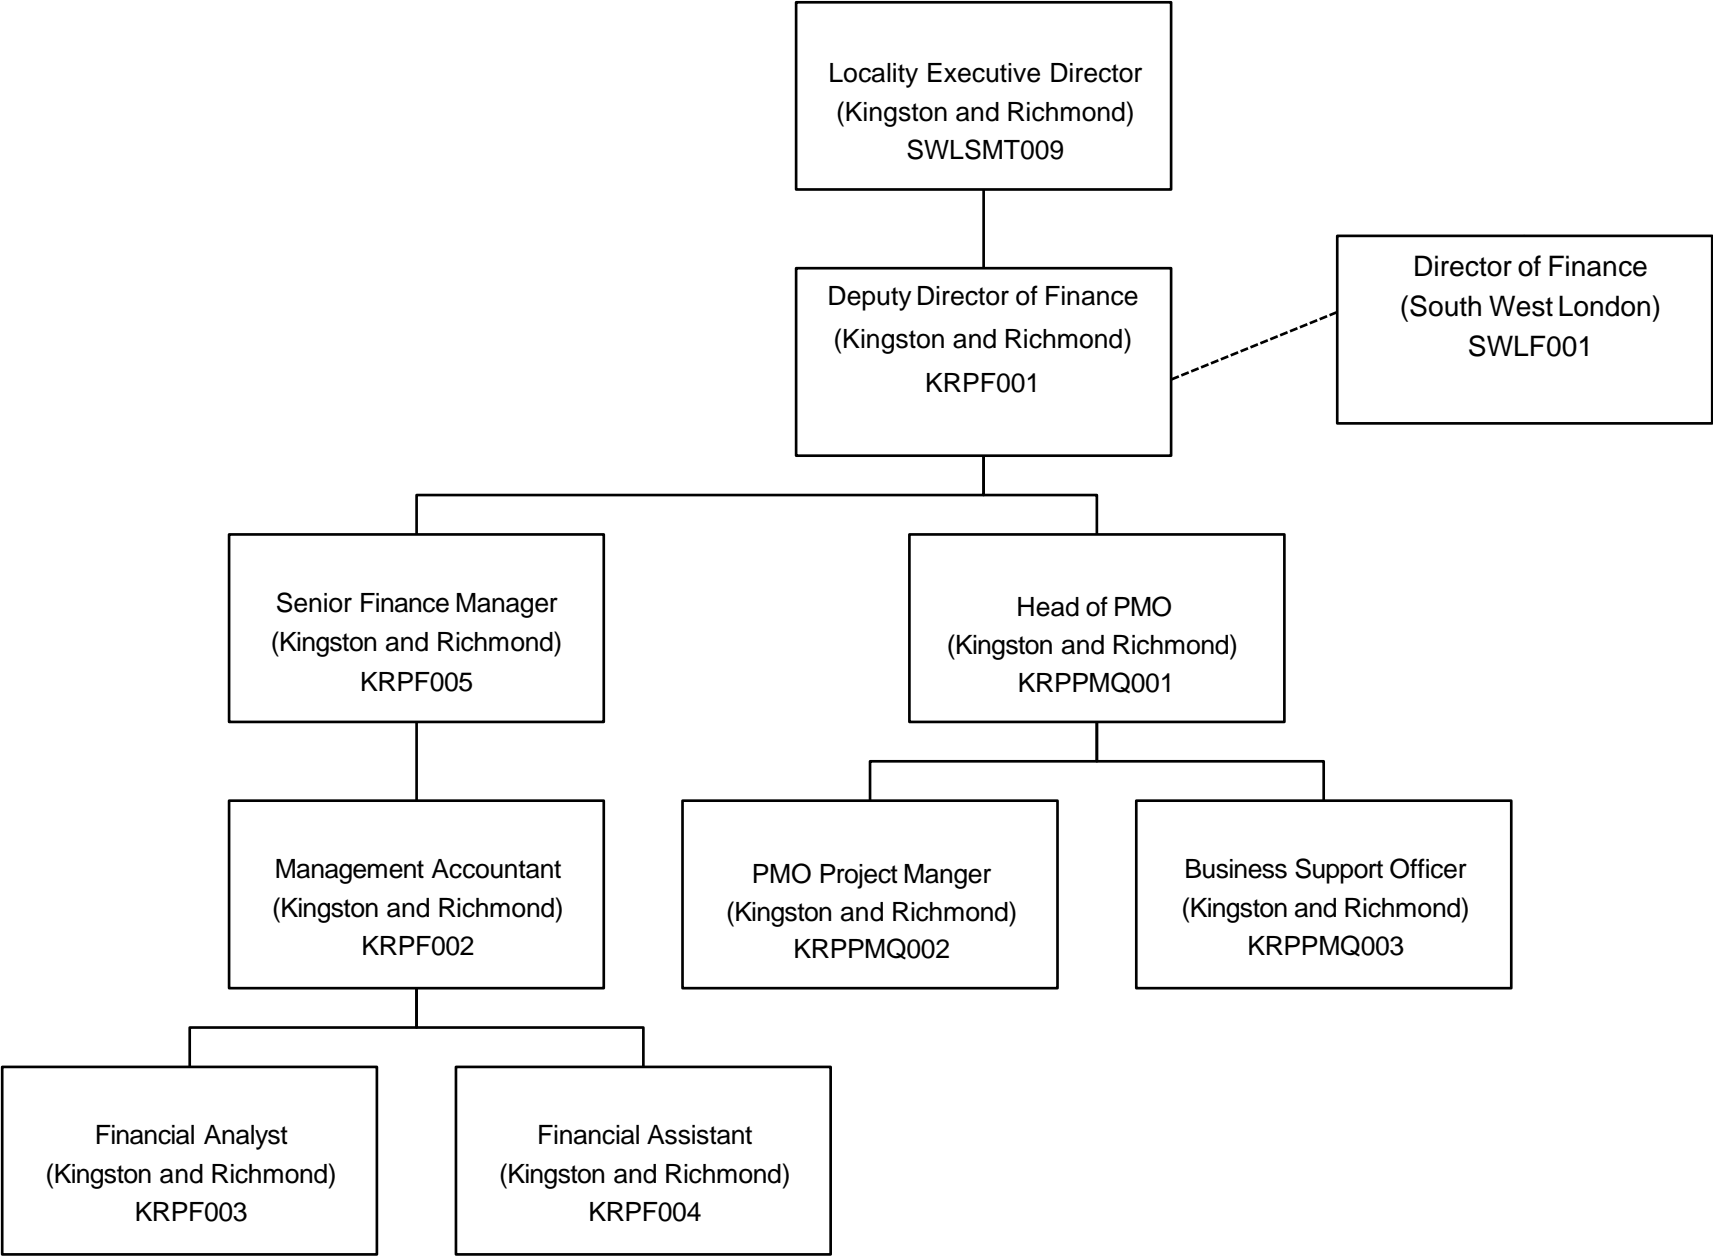 Locality Executive Director
(Kingston and Richmond)
SWLSMT009
Deputy Director of Finance
(Kingston and Richmond)
KRPF001
Director of Finance
(South West London)
SWLF001
Senior Finance Manager
(Kingston and Richmond)
KRPF005
Head of PMO
(Kingston and Richmond)
KRPPMQ001
Management Accountant
(Kingston and Richmond)
KRPF002
PMO Project Manger
(Kingston and Richmond)
KRPPMQ002
Business Support Officer
(Kingston and Richmond)
KRPPMQ003
Financial Analyst
(Kingston and Richmond)
KRPF003
Financial Assistant
(Kingston and Richmond)
KRPF004